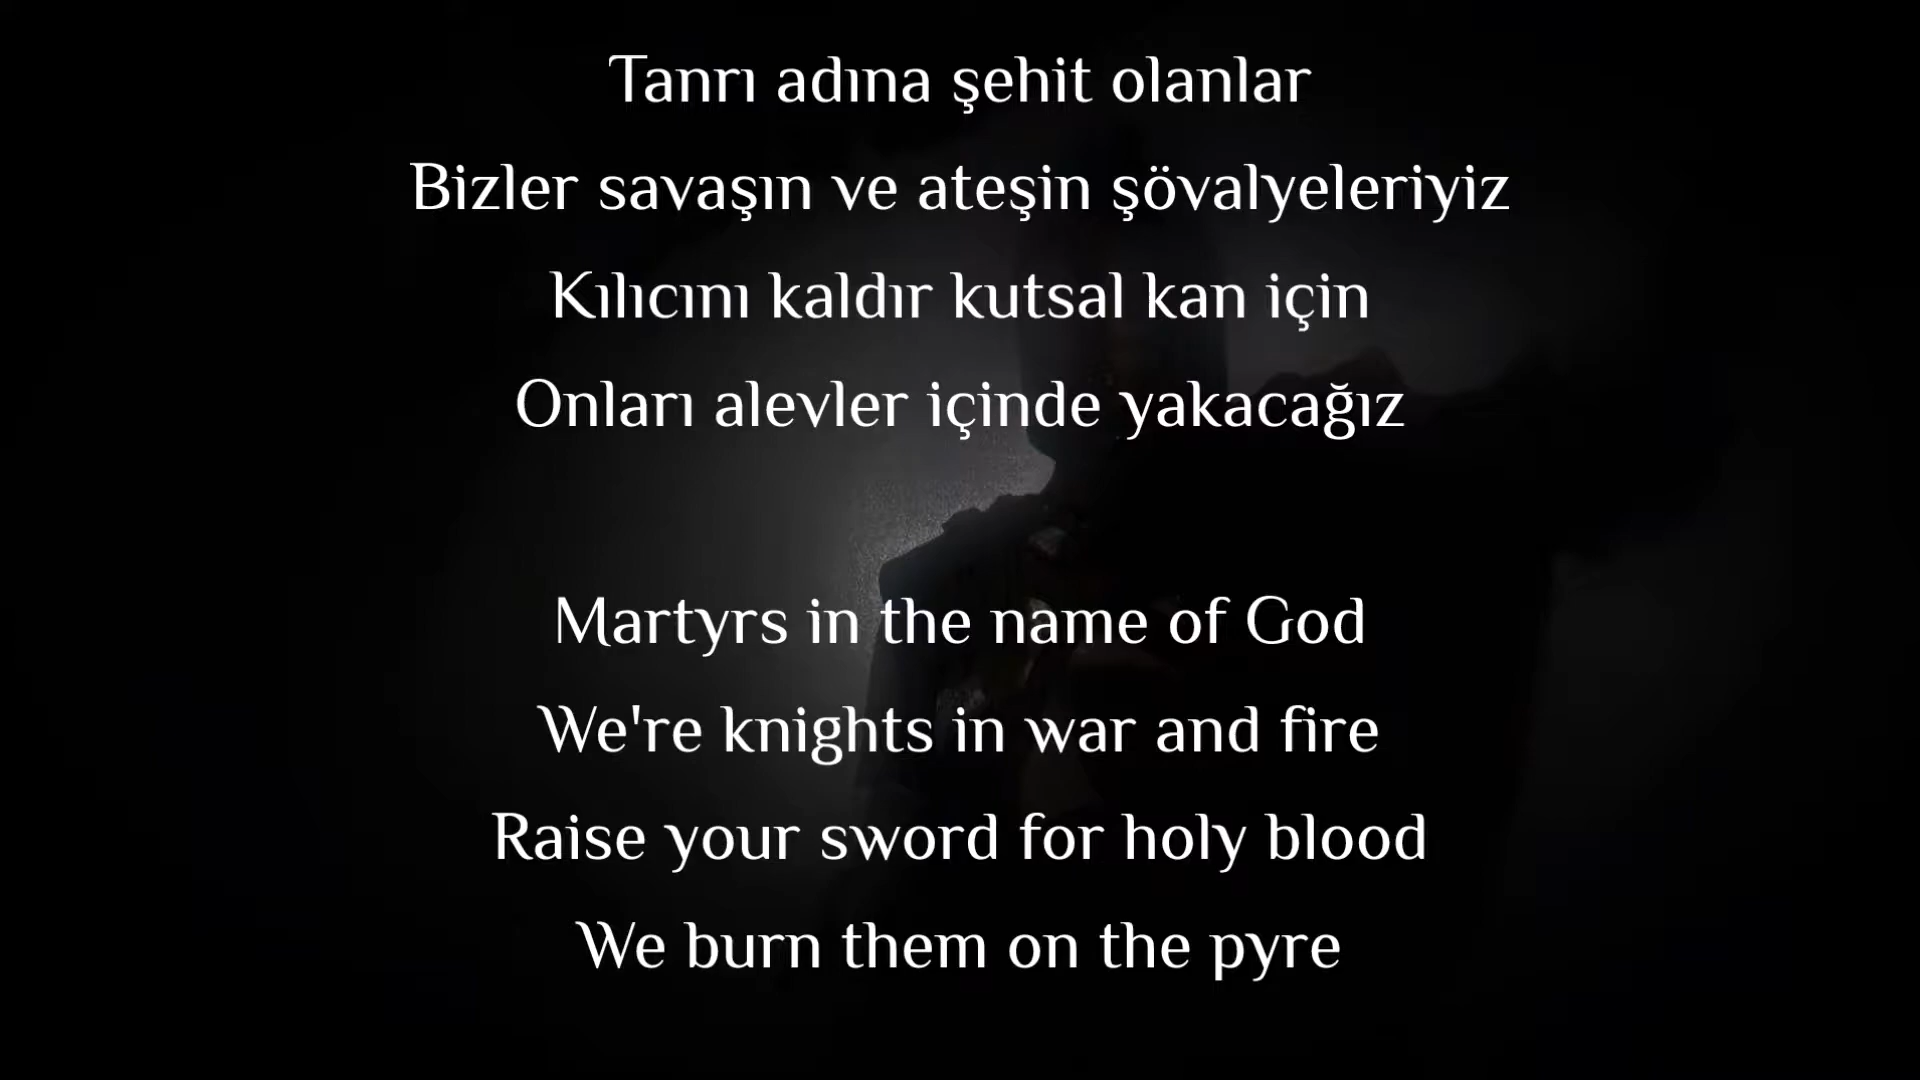 Tanrı adına şehit olanlar
Bizler savaşın ve ateşin şövalyeleriyiz
Kılıcını kaldır kutsal kan için
Onları alevler içinde yakacağız
Martyrs in the name of God
We're knights in war and fire
Raise your sword for holy blood
We burn them on the pyre